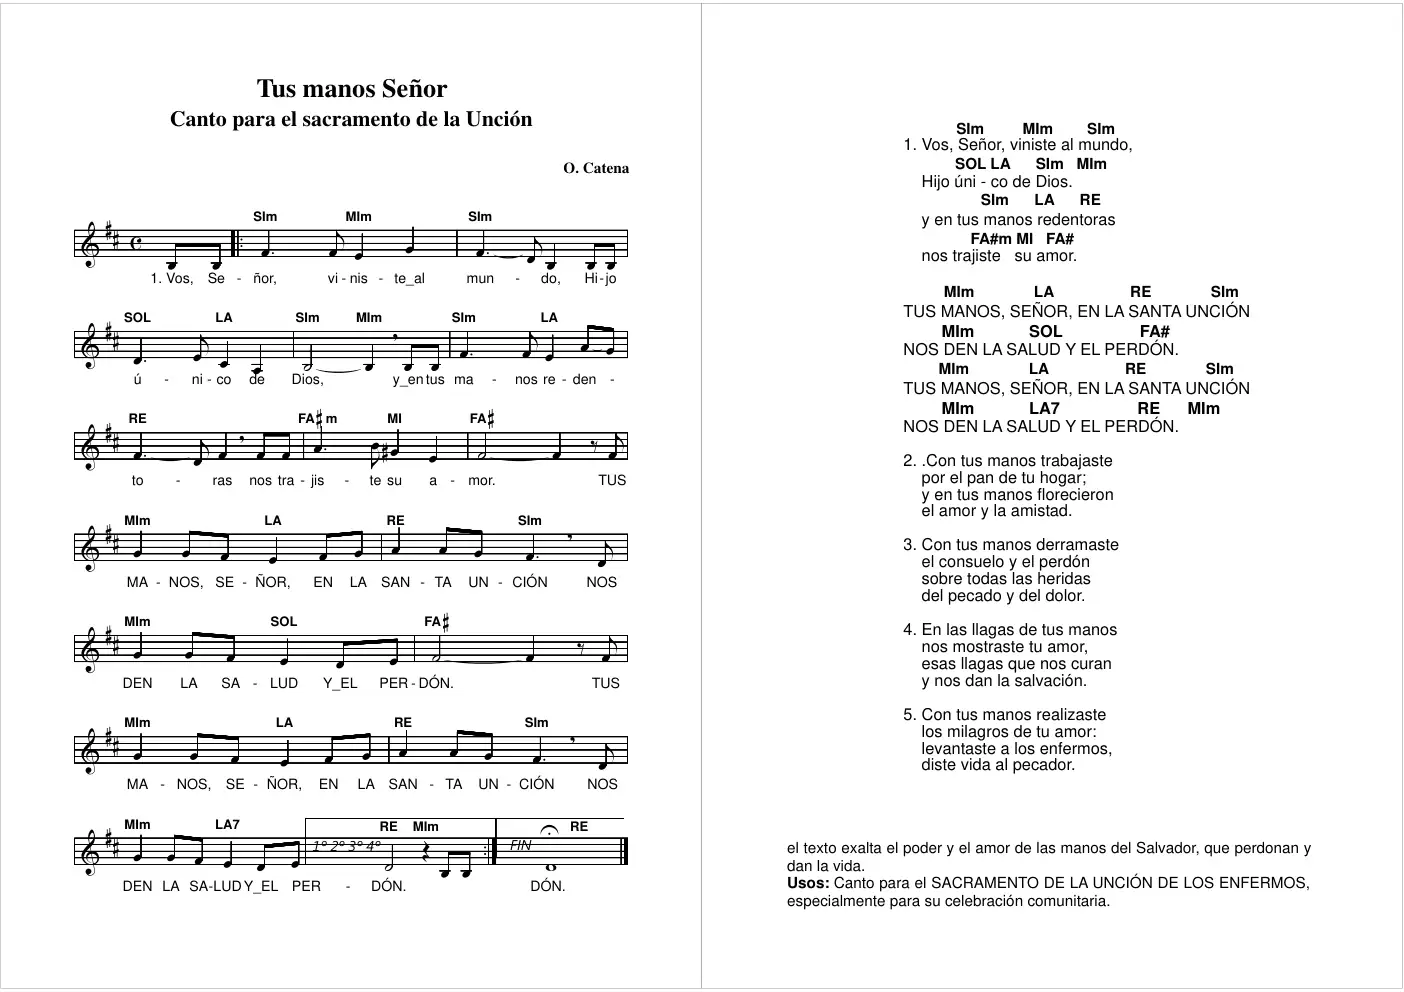 Tus manos Señor
Canto para el sacramento de la Unción
O. Catena
SIm MIm SIm
1. Vos, Se - ñor, vi - nis - te_al mun - do, Hi - jo
SOL LA SIm MIm SIm LA
ú - ni - co de Dios, y_en tus ma - nos re - den -
RE FA♯m MI FA♯
to - ras nos tra - jis - te su a - mor. TUS
MIm LA RE SIm
MA - NOS, SE - ÑOR, EN LA SAN - TA UN - CIÓN NOS
MIm SOL FA♯
DEN LA SA - LUD Y_EL PER - DÓN. TUS
MIm LA RE SIm
MA - NOS, SE - ÑOR, EN LA SAN - TA UN - CIÓN NOS
MIm LA7 RE MIm RE
1º 2º 3º 4º FIN
DEN LA SA-LUD Y_EL PER - DÓN. DÓN.
SIm MIm SIm
1. Vos, Señor, viniste al mundo,
SOL LA SIm MIm
Hijo úni - co de Dios.
SIm LA RE
y en tus manos redentoras
FA#m MI FA#
nos trajiste su amor.
MIm LA RE SIm
TUS MANOS, SEÑOR, EN LA SANTA UNCIÓN
MIm SOL FA#
NOS DEN LA SALUD Y EL PERDÓN.
MIm LA RE SIm
TUS MANOS, SEÑOR, EN LA SANTA UNCIÓN
MIm LA7 RE MIm
NOS DEN LA SALUD Y EL PERDÓN.
2. .Con tus manos trabajaste
por el pan de tu hogar;
y en tus manos florecieron
el amor y la amistad.
3. Con tus manos derramaste
el consuelo y el perdón
sobre todas las heridas
del pecado y del dolor.
4. En las llagas de tus manos
nos mostraste tu amor,
esas llagas que nos curan
y nos dan la salvación.
5. Con tus manos realizaste
los milagros de tu amor:
levantaste a los enfermos,
diste vida al pecador.
el texto exalta el poder y el amor de las manos del Salvador, que perdonan y
dan la vida.
Usos: Canto para el SACRAMENTO DE LA UNCIÓN DE LOS ENFERMOS,
especialmente para su celebración comunitaria.